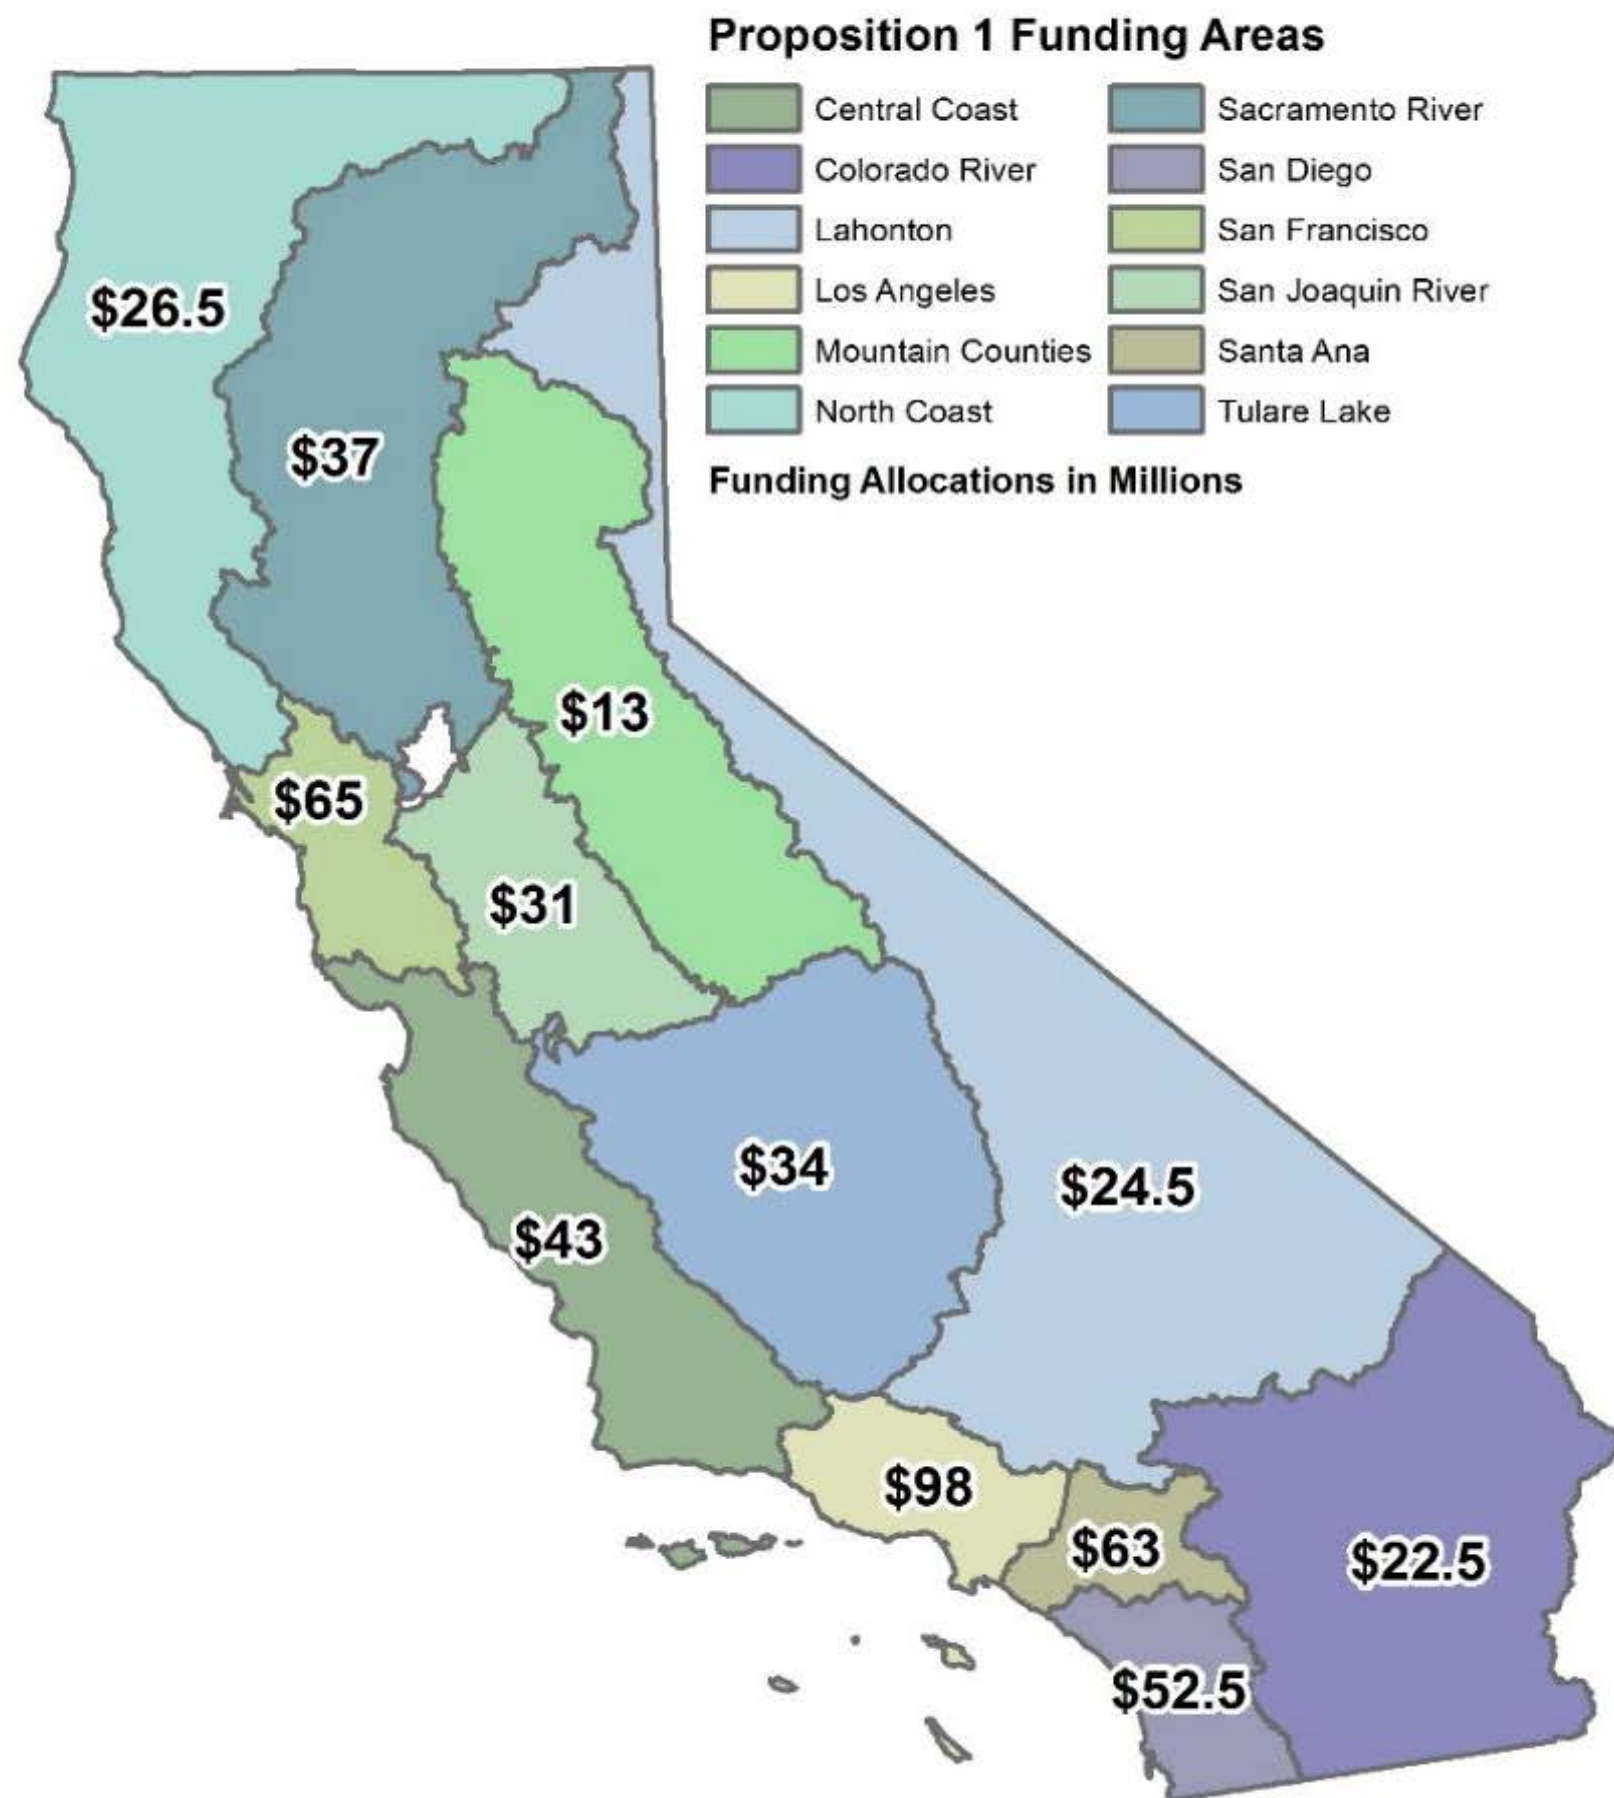 Proposition 1 Funding Areas
Central Coast
Colorado River
Lahonton
Los Angeles
Mountain Counties
North Coast
Sacramento River
San Diego
San Francisco
San Joaquin River
Santa Ana
Tulare Lake
Funding Allocations in Millions
$26.5
$37
$13
$65
$31
$34
$24.5
$43
$98
$63
$22.5
$52.5